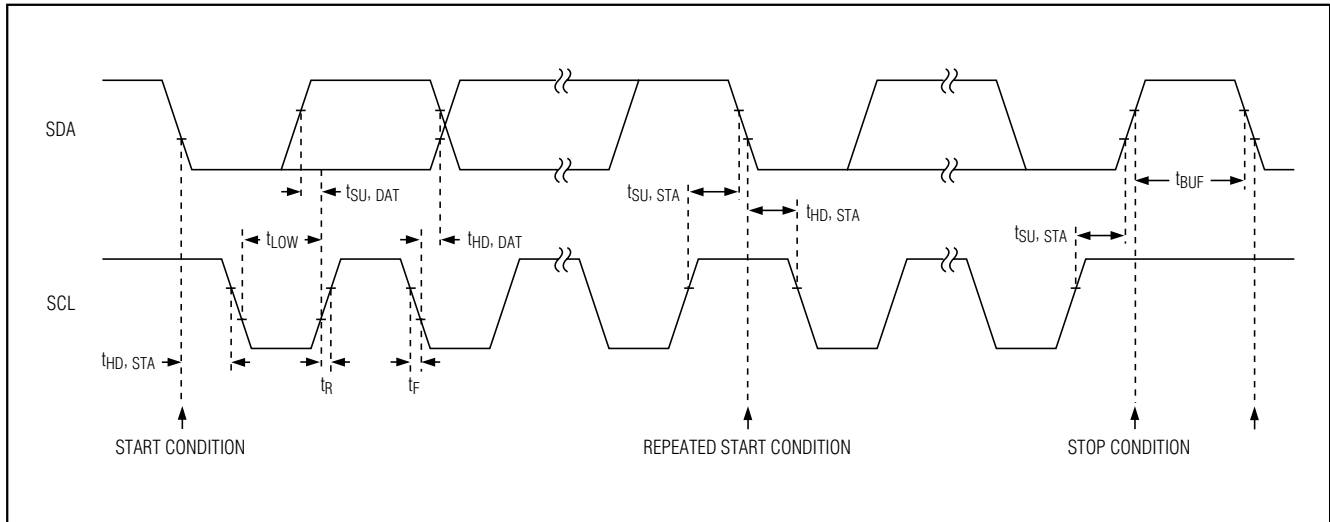 SDA
tSU, DAT
tSU, STA
tBUF
tHD, STA
tLOW
tHD, DAT
tSU, STA
SCL
tHD, STA
tR
tF
START CONDITION
REPEATED START CONDITION
STOP CONDITION